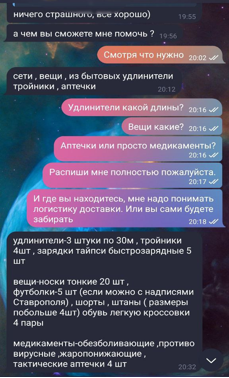 ничего страшного, все хорошо)
19:55
а чем вы сможете мне помочь ?
19:56
Смотря что нужно
20:02
сети , вещи , из бытовых удлинители
тройники , аптечки
20:12
Удлинители какой длины?
20:16
Вещи какие?
20:16
Аптечки или просто медикаменты?
20:16
Распиши мне полностью пожалуйста.
20:17
И где вы находитесь, мне надо понимать
логистику доставки. Или вы сами будете
забирать
20:18
удлинители-3 штуки по 30м , тройники
4шт , зарядки тайпси быстрозарядные 5
шт
вещи-носки тонкие 20 шт ,
футболки-5 шт (если можно с надписями
Ставрополя) , шорты , штаны ( размеры
побольше 4шт) обувь легкую кроссовки
4 пары
медикаменты-обезболивающие ,противо
вирусные ,жаропонижающие ,
тактические аптечки 4 шт
20:32